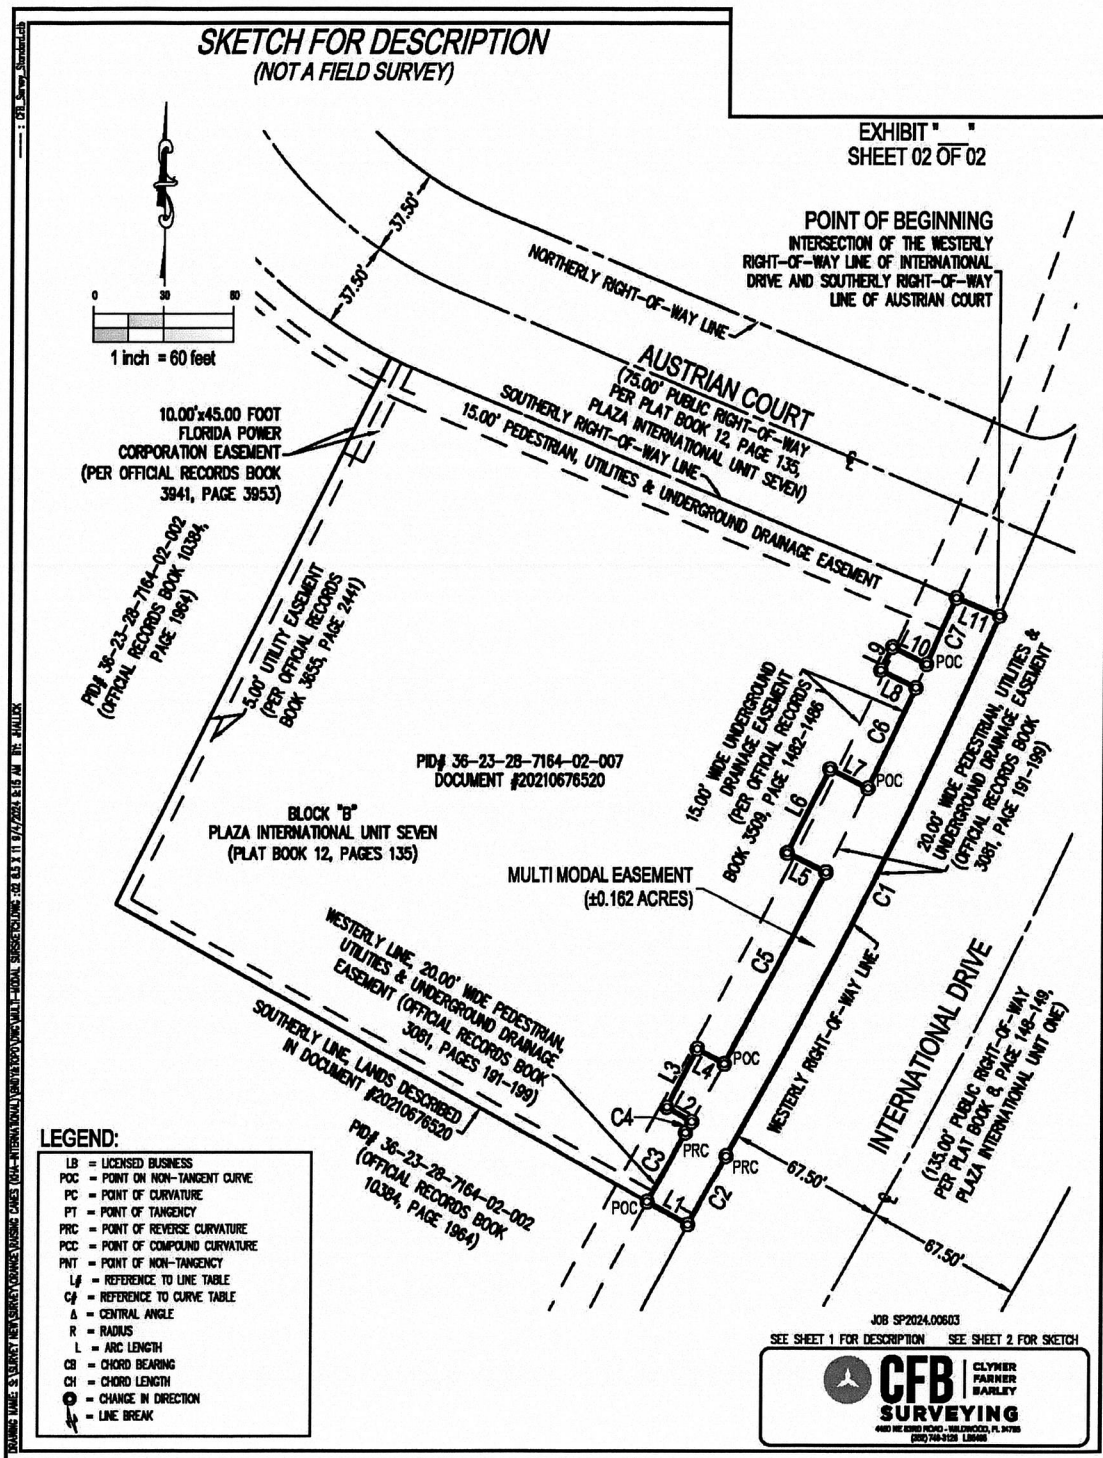 SKETCH FOR DESCRIPTION
(NOT A FIELD SURVEY)
EXHIBIT "__"
SHEET 02 OF 02
POINT OF BEGINNING
INTERSECTION OF THE WESTERLY
RIGHT-OF-WAY LINE OF INTERNATIONAL
DRIVE AND SOUTHERLY RIGHT-OF-WAY
LINE OF AUSTRIAN COURT
0 30 60
1 inch = 60 feet
37.50'
37.50'
NORTHERLY RIGHT-OF-WAY LINE
AUSTRIAN COURT
(75.00' PUBLIC RIGHT-OF-WAY
PER PLAT BOOK 12, PAGE 135,
PLAZA INTERNATIONAL UNIT SEVEN)
SOUTHERLY RIGHT-OF-WAY LINE
15.00' PEDESTRIAN, UTILITIES & UNDERGROUND DRAINAGE EASEMENT
10.00'x45.00 FOOT
FLORIDA POWER
CORPORATION EASEMENT
(PER OFFICIAL RECORDS BOOK
3941, PAGE 3953)
PID# 36-23-28-7164-02-002
(OFFICIAL RECORDS BOOK 10384,
PAGE 1964)
5.00' UTILITY EASEMENT
(PER OFFICIAL RECORDS
BOOK 3655, PAGE 2441)
PID# 36-23-28-7164-02-007
DOCUMENT #20210676520
BLOCK "B"
PLAZA INTERNATIONAL UNIT SEVEN
(PLAT BOOK 12, PAGES 135)
15.00' WIDE UNDERGROUND
DRAINAGE EASEMENT
(PER OFFICIAL RECORDS
BOOK 3509, PAGE 1482-1486
20.00' WIDE PEDESTRIAN, UTILITIES &
UNDERGROUND DRAINAGE EASEMENT
(OFFICIAL RECORDS BOOK
3081, PAGES 191-199)
L11
C7
L10
POC
L9
L8
C6
L7
POC
L6
L5
C1
MULTI MODAL EASEMENT
(±0.162 ACRES)
C5
WESTERLY LINE, 20.00' WIDE PEDESTRIAN,
UTILITIES & UNDERGROUND DRAINAGE
EASEMENT (OFFICIAL RECORDS BOOK
3081, PAGES 191-199)
SOUTHERLY LINE, LANDS DESCRIBED
IN DOCUMENT #20210676520
PID# 36-23-28-7164-02-002
(OFFICIAL RECORDS BOOK
10384, PAGE 1964)
L4
POC
L3
L2
C4
PRC
C3
PRC
C2
L1
POC
WESTERLY RIGHT-OF-WAY LINE
INTERNATIONAL DRIVE
(135.00' PUBLIC RIGHT-OF-WAY
PER PLAT BOOK 8, PAGE 148-149,
PLAZA INTERNATIONAL UNIT ONE)
67.50'
67.50'
LEGEND:
LB = LICENSED BUSINESS
POC = POINT ON NON-TANGENT CURVE
PC = POINT OF CURVATURE
PT = POINT OF TANGENCY
PRC = POINT OF REVERSE CURVATURE
PCC = POINT OF COMPOUND CURVATURE
PNT = POINT OF NON-TANGENCY
L# = REFERENCE TO LINE TABLE
C# = REFERENCE TO CURVE TABLE
Δ = CENTRAL ANGLE
R = RADIUS
L = ARC LENGTH
CB = CHORD BEARING
CH = CHORD LENGTH
= CHANGE IN DIRECTION
= LINE BREAK
JOB SP2024.00603
SEE SHEET 1 FOR DESCRIPTION SEE SHEET 2 FOR SKETCH
CFB
CLYMER
FARNER
BARLEY
SURVEYING